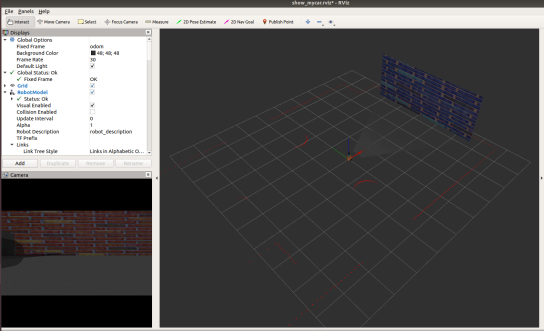 show_mycar.rviz* - RViz
File Panels Help
Interact Move Camera Select Focus Camera Measure 2D Pose Estimate 2D Nav Goal Publish Point
Displays
Global Options
Fixed Frame odom
Background Color 48; 48; 48
Frame Rate 30
Default Light
Global Status: Ok
Fixed Frame OK
Grid
RobotModel
Status: Ok
Visual Enabled
Collision Enabled
Update Interval 0
Alpha 1
Robot Description robot_description
TF Prefix
Links
Link Tree Style Links in Alphabetic O...
Add Duplicate Remove Rename
Camera